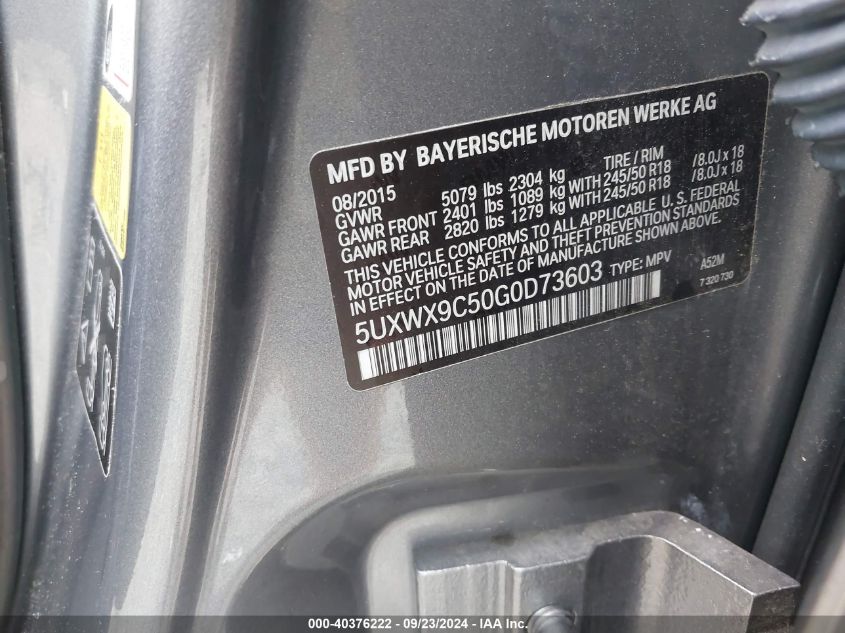 MFD BY BAYERISCHE MOTOREN WERKE AG
08/2015 TIRE / RIM
GVWR 5079 lbs 2304 kg
GAWR FRONT 2401 lbs 1089 kg WITH 245/50 R18 /8.0J x 18
GAWR REAR 2820 lbs 1279 kg WITH 245/50 R18 /8.0J x 18
THIS VEHICLE CONFORMS TO ALL APPLICABLE U. S. FEDERAL
MOTOR VEHICLE SAFETY AND THEFT PREVENTION STANDARDS
IN EFFECT ON THE DATE OF MANUFACTURE SHOWN ABOVE.
5UXWX9C50G0D73603 TYPE: MPV A52M
7 320 730
000-40376222 - 09/23/2024 - IAAI.COM